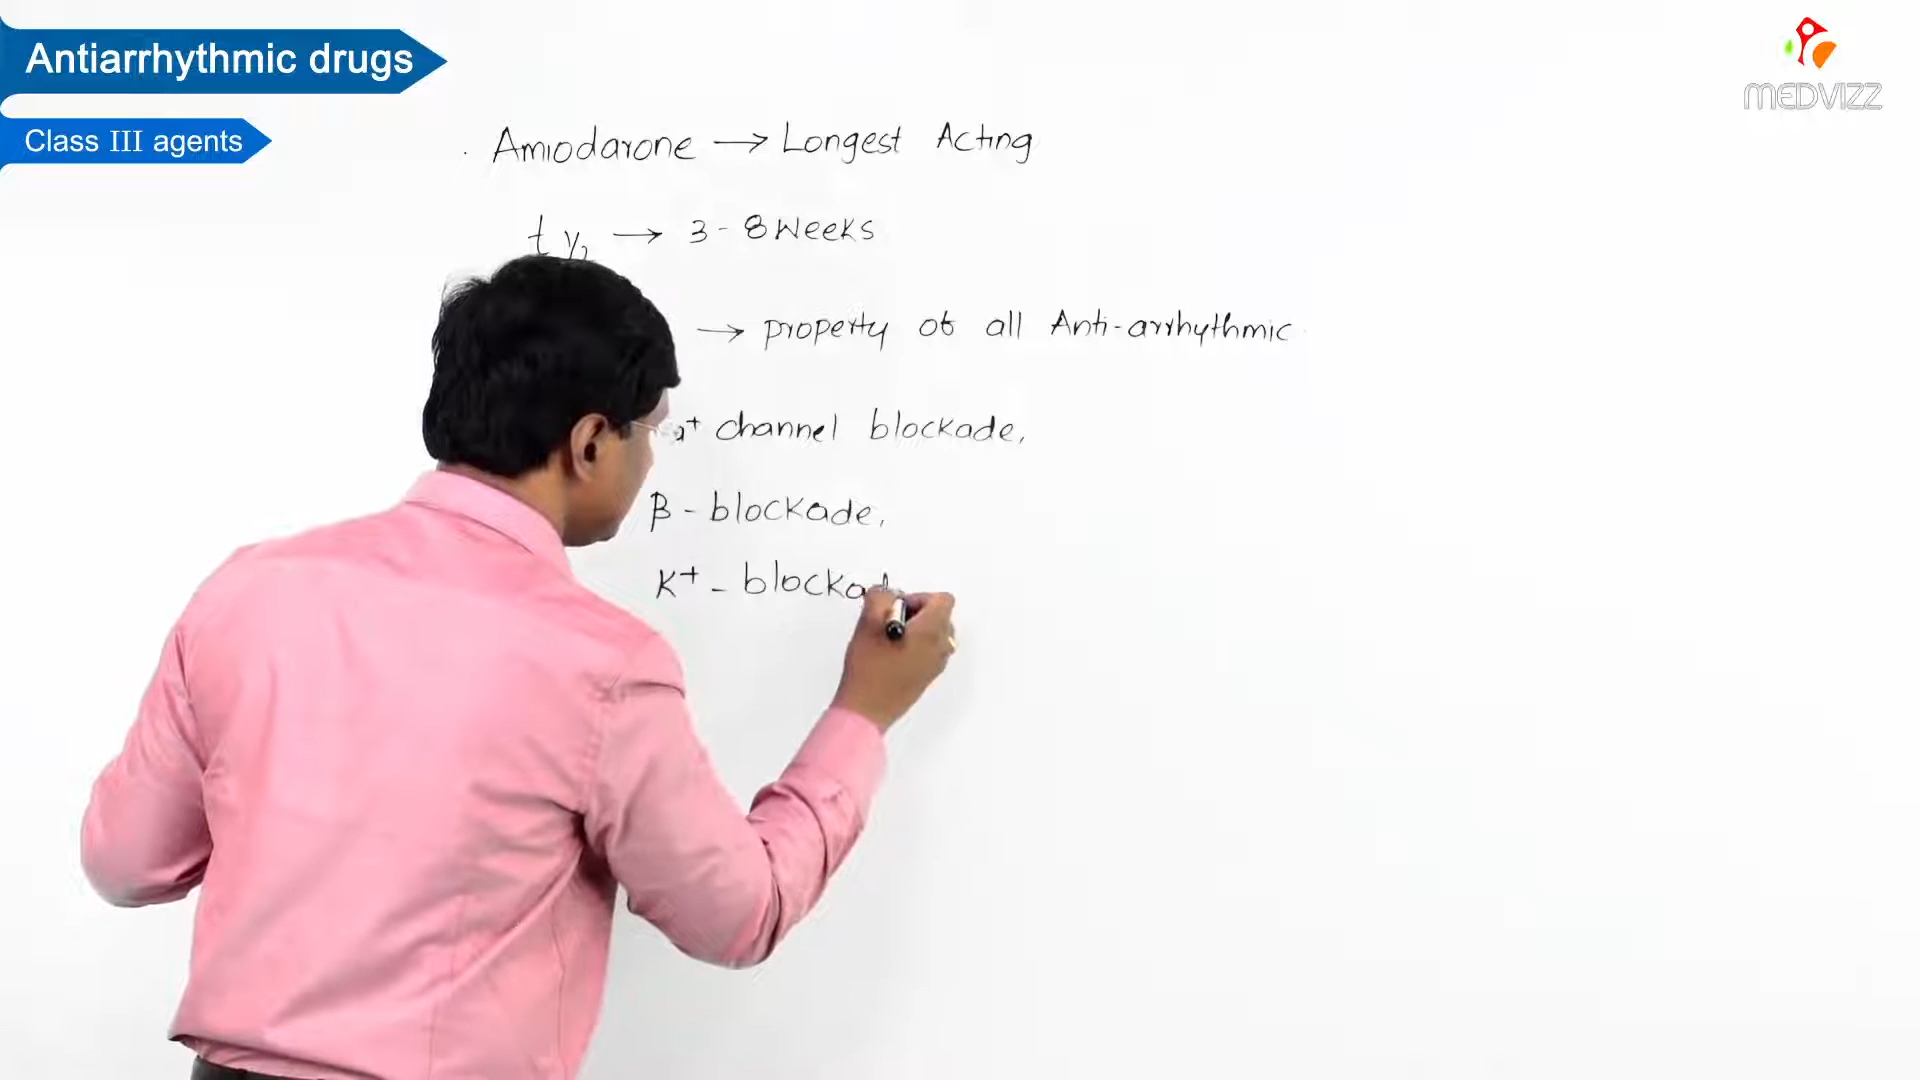 Antiarrhythmic drugs
MEDVIZZ
Class III agents
Amiodarone → Longest Acting
t ½ → 3 - 8 Weeks
→ property of all Anti-arrhythmic
channel blockade,
β - blockade,
K+ -